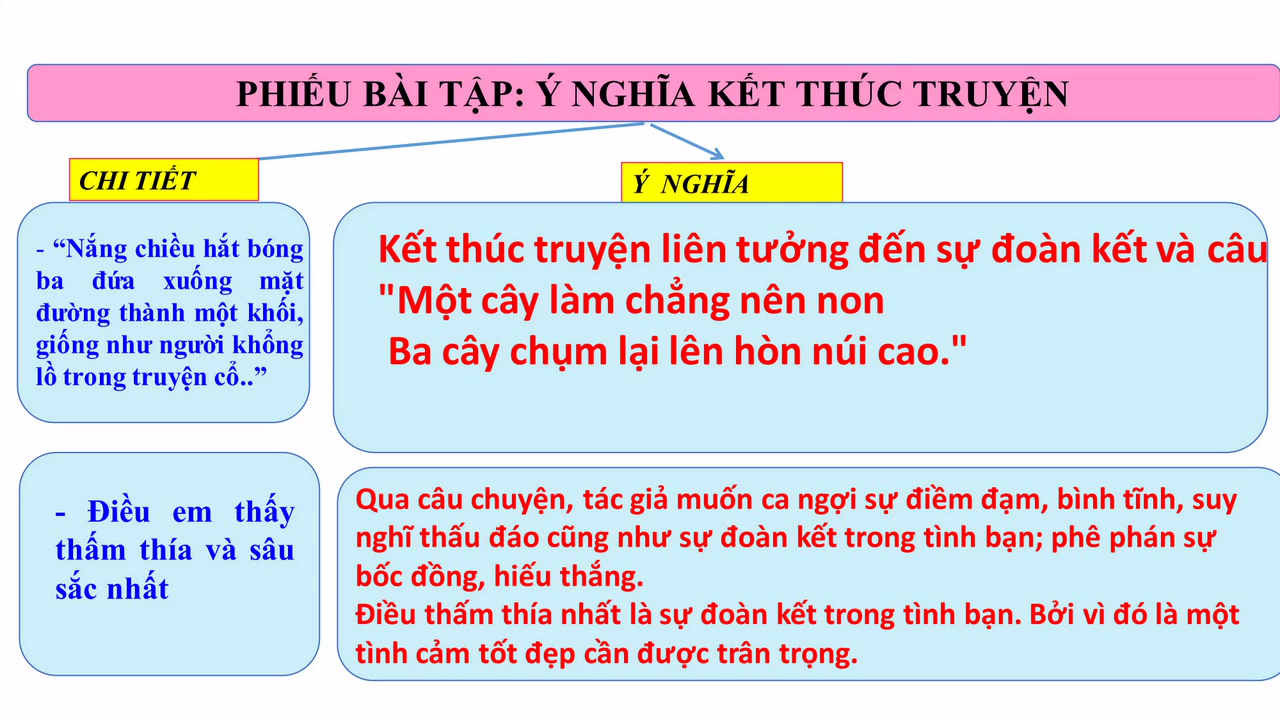 PHIẾU BÀI TẬP: Ý NGHĨA KẾT THÚC TRUYỆN
CHI TIẾT
Ý NGHĨA
- “Nắng chiều hắt bóng
ba đứa xuống mặt
đường thành một khối,
giống như người khổng
lồ trong truyện cổ..”
Kết thúc truyện liên tưởng đến sự đoàn kết và câu
"Một cây làm chẳng nên non
Ba cây chụm lại lên hòn núi cao."
- Điều em thấy
thấm thía và sâu
sắc nhất
Qua câu chuyện, tác giả muốn ca ngợi sự điềm đạm, bình tĩnh, suy
nghĩ thấu đáo cũng như sự đoàn kết trong tình bạn; phê phán sự
bốc đồng, hiếu thắng.
Điều thấm thía nhất là sự đoàn kết trong tình bạn. Bởi vì đó là một
tình cảm tốt đẹp cần được trân trọng.